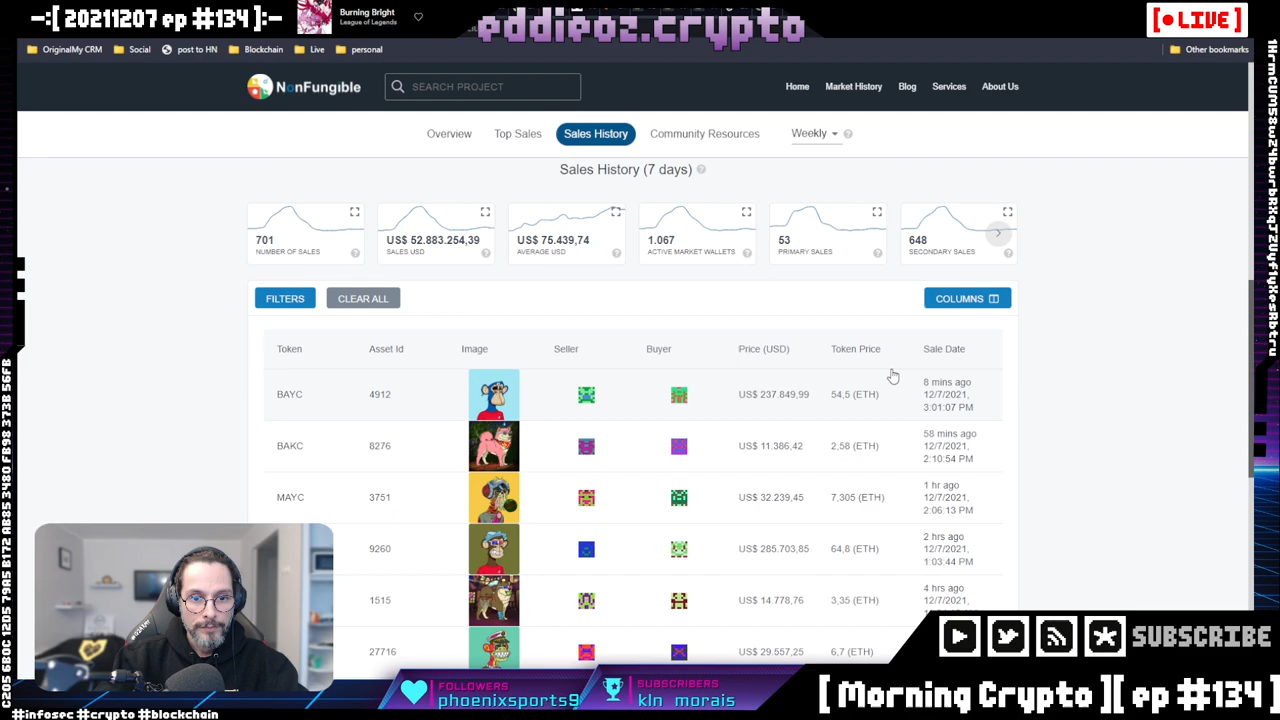 -:[ 20211207 ep #134 ]:-
Burning Bright
League of Legends
eddieoz.crypto
[● LIVE]
OriginalMy CRM
Social
post to HN
Blockchain
Live
personal
Other bookmarks
NonFungible
SEARCH PROJECT
Home
Market History
Blog
Services
About Us
Overview
Top Sales
Sales History
Community Resources
Weekly
Sales History (7 days)
701
NUMBER OF SALES
US$ 52.883.254,39
SALES USD
US$ 75.439,74
AVERAGE USD
1.067
ACTIVE MARKET WALLETS
53
PRIMARY SALES
648
SECONDARY SALES
FILTERS
CLEAR ALL
COLUMNS
Token Asset Id Image Seller Buyer Price (USD) Token Price Sale Date
BAYC 4912 US$ 237.849,99 54,5 (ETH)
8 mins ago
12/7/2021,
3:01:07 PM
BAKC 8276 US$ 11.386,42 2,58 (ETH)
58 mins ago
12/7/2021,
2:10:54 PM
MAYC 3751 US$ 32.239,45 7,305 (ETH)
1 hr ago
12/7/2021,
2:06:13 PM
9260 US$ 285.703,85 64,8 (ETH)
2 hrs ago
12/7/2021,
1:03:44 PM
1515 US$ 14.778,76 3,35 (ETH)
4 hrs ago
12/7/2021,
27716 US$ 29.557,25 6,7 (ETH)
SUBSCRIBE
FOLLOWERS
phoenixsports9
SUBSCRIBERS
kln morais
[ Morning Crypto ][ ep #134 ]
#infosec #crypto #blockchain